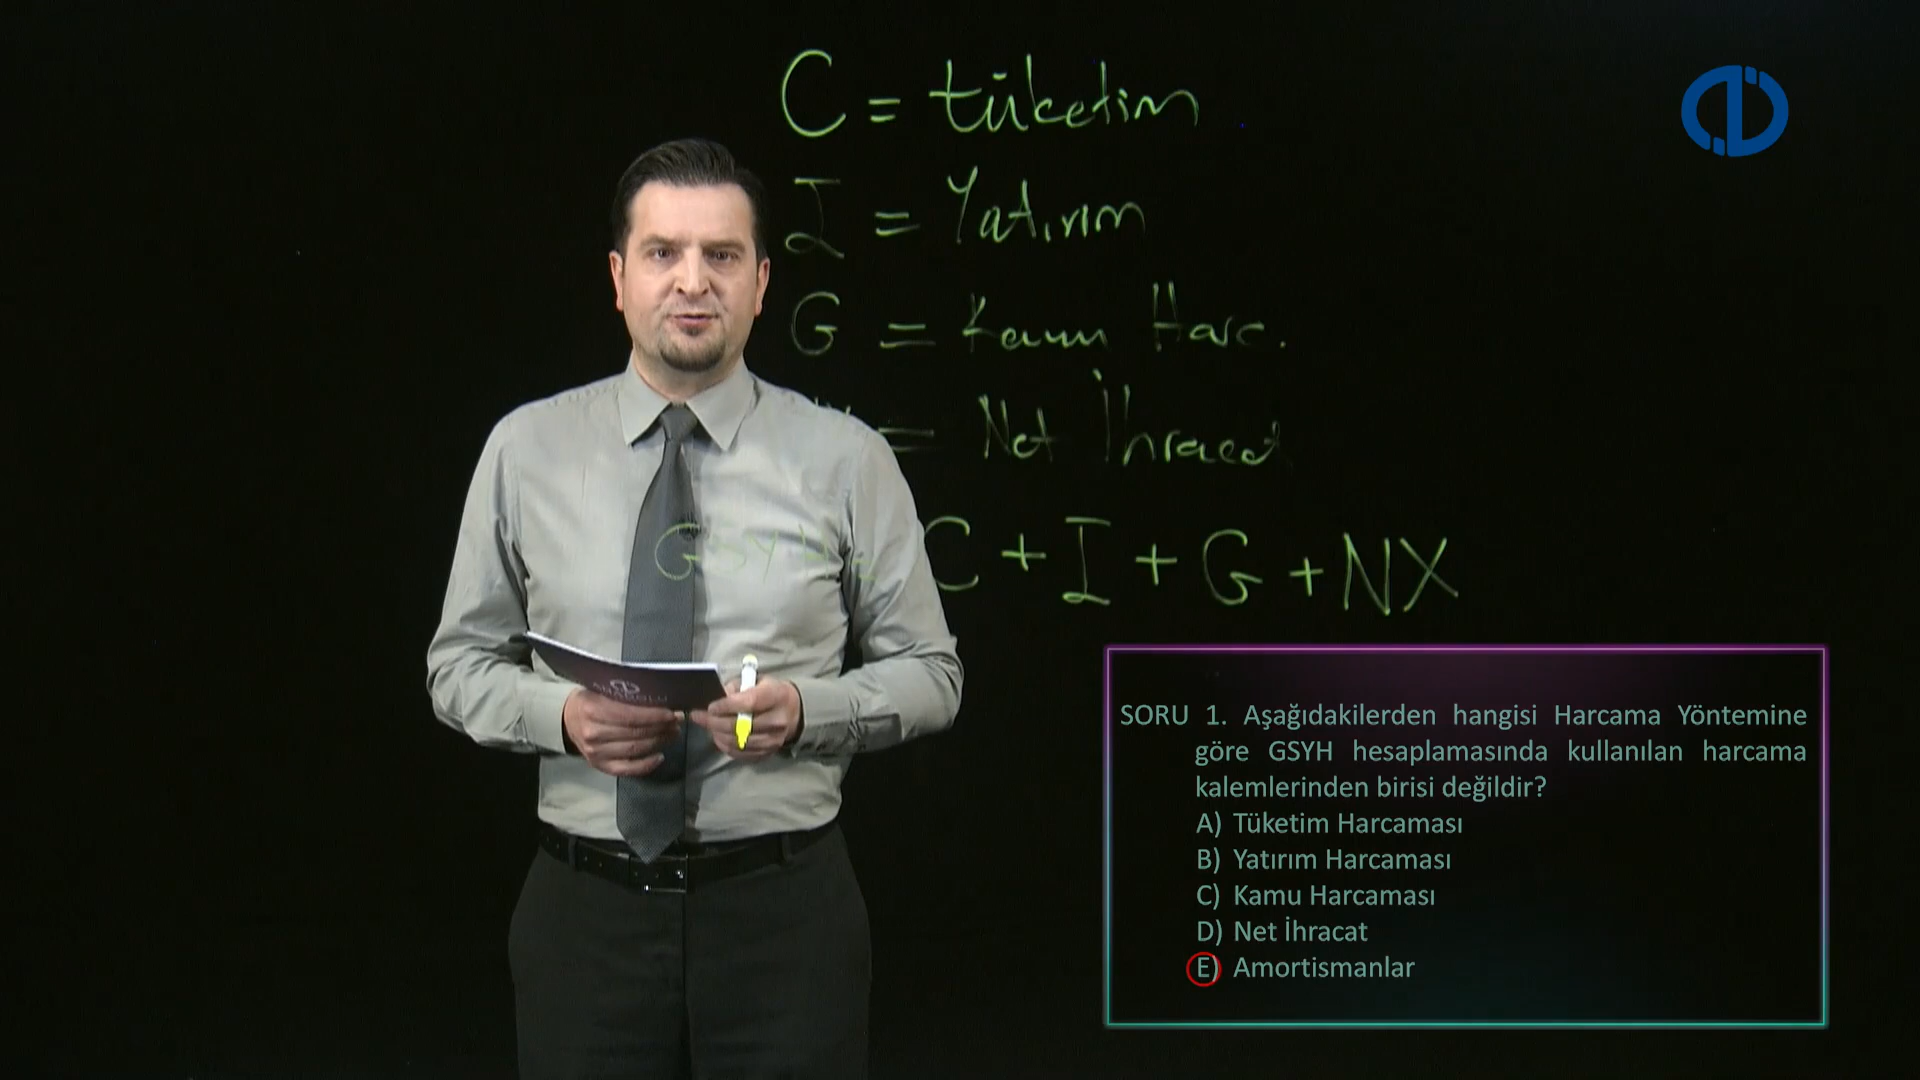 C = tüketim
I = Yatırım
G = Kamu Harc.
= Net İhracat
GSYH = C + I + G + NX
SORU 1. Aşağıdakilerden hangisi Harcama Yöntemine
göre GSYH hesaplamasında kullanılan harcama
kalemlerinden birisi değildir?
A) Tüketim Harcaması
B) Yatırım Harcaması
C) Kamu Harcaması
D) Net İhracat
E) Amortismanlar